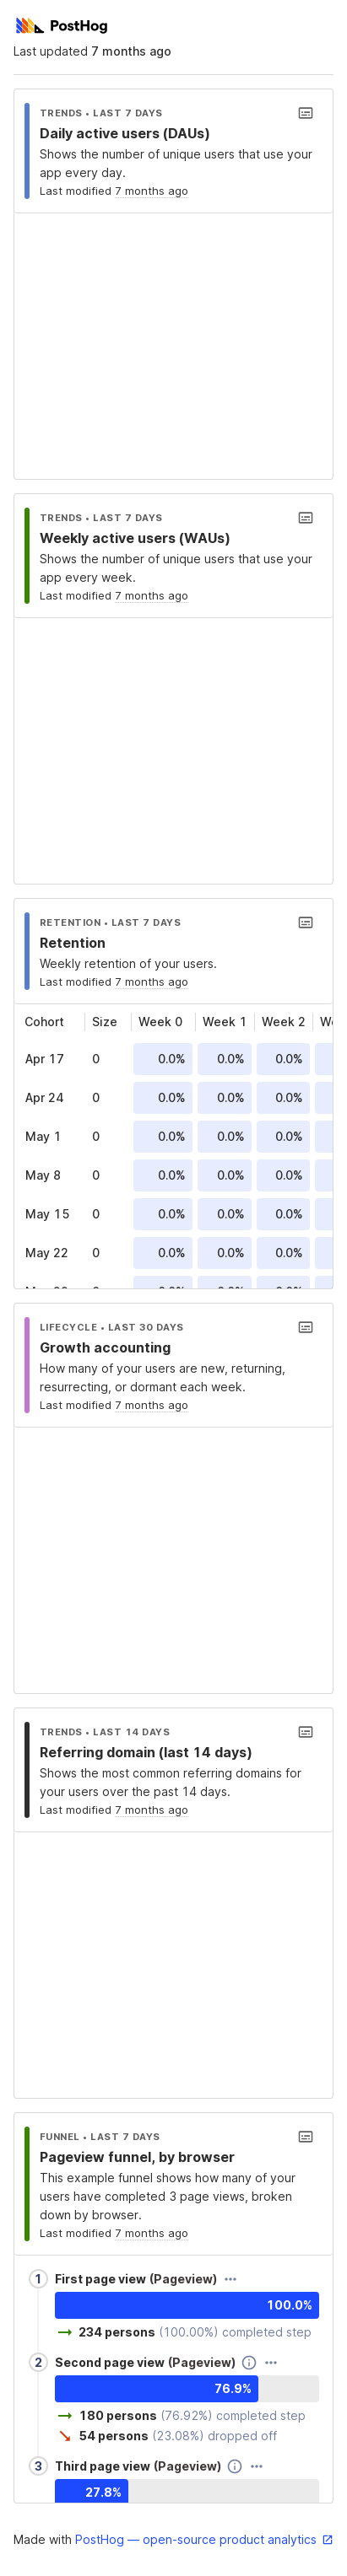 PostHog
Last updated 7 months ago
TRENDS • LAST 7 DAYS
Daily active users (DAUs)
Shows the number of unique users that use your
app every day.
Last modified 7 months ago
TRENDS • LAST 7 DAYS
Weekly active users (WAUs)
Shows the number of unique users that use your
app every week.
Last modified 7 months ago
RETENTION • LAST 7 DAYS
Retention
Weekly retention of your users.
Last modified 7 months ago
Cohort Size Week 0 Week 1 Week 2
Apr 17 0 0.0% 0.0% 0.0%
Apr 24 0 0.0% 0.0% 0.0%
May 1 0 0.0% 0.0% 0.0%
May 8 0 0.0% 0.0% 0.0%
May 15 0 0.0% 0.0% 0.0%
May 22 0 0.0% 0.0% 0.0%
LIFECYCLE • LAST 30 DAYS
Growth accounting
How many of your users are new, returning,
resurrecting, or dormant each week.
Last modified 7 months ago
TRENDS • LAST 14 DAYS
Referring domain (last 14 days)
Shows the most common referring domains for
your users over the past 14 days.
Last modified 7 months ago
FUNNEL • LAST 7 DAYS
Pageview funnel, by browser
This example funnel shows how many of your
users have completed 3 page views, broken
down by browser.
Last modified 7 months ago
1 First page view (Pageview)
100.0%
234 persons (100.00%) completed step
2 Second page view (Pageview)
76.9%
180 persons (76.92%) completed step
54 persons (23.08%) dropped off
3 Third page view (Pageview)
27.8%
Made with PostHog — open-source product analytics